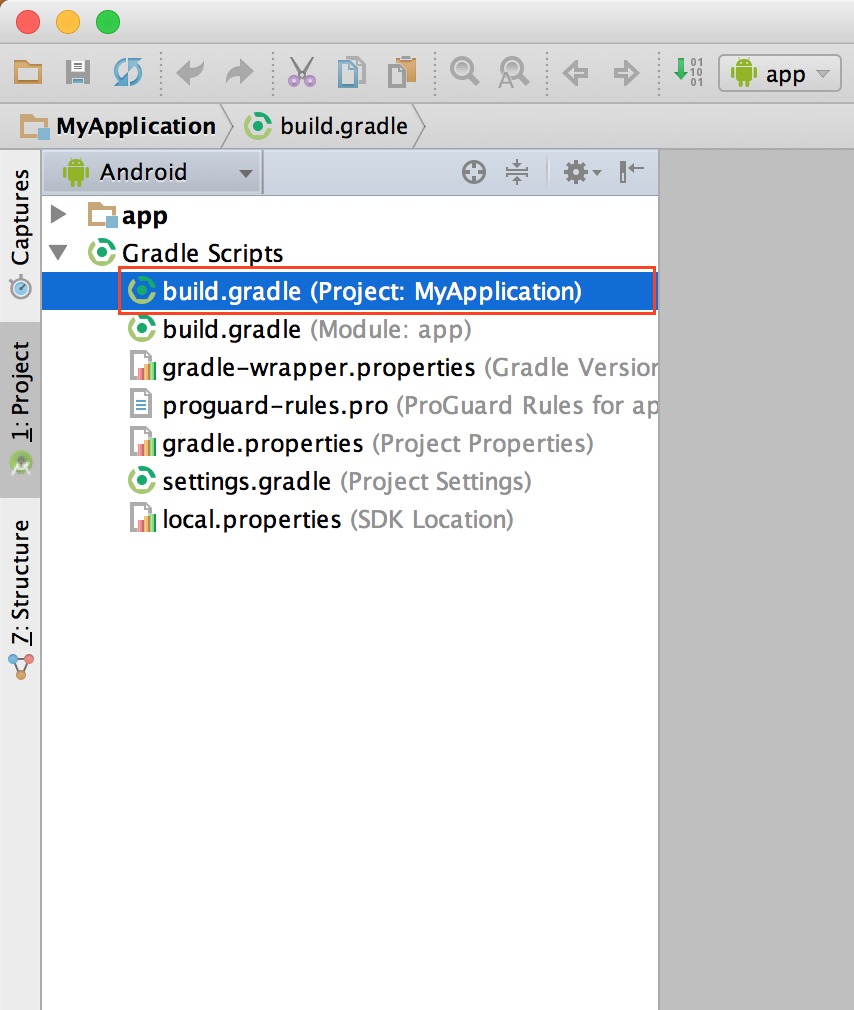 01
10
01
app
MyApplication
build.gradle
Captures
1: Project
7: Structure
Android
app
Gradle Scripts
build.gradle (Project: MyApplication)
build.gradle (Module: app)
gradle-wrapper.properties (Gradle Version
proguard-rules.pro (ProGuard Rules for ap
gradle.properties (Project Properties)
settings.gradle (Project Settings)
local.properties (SDK Location)